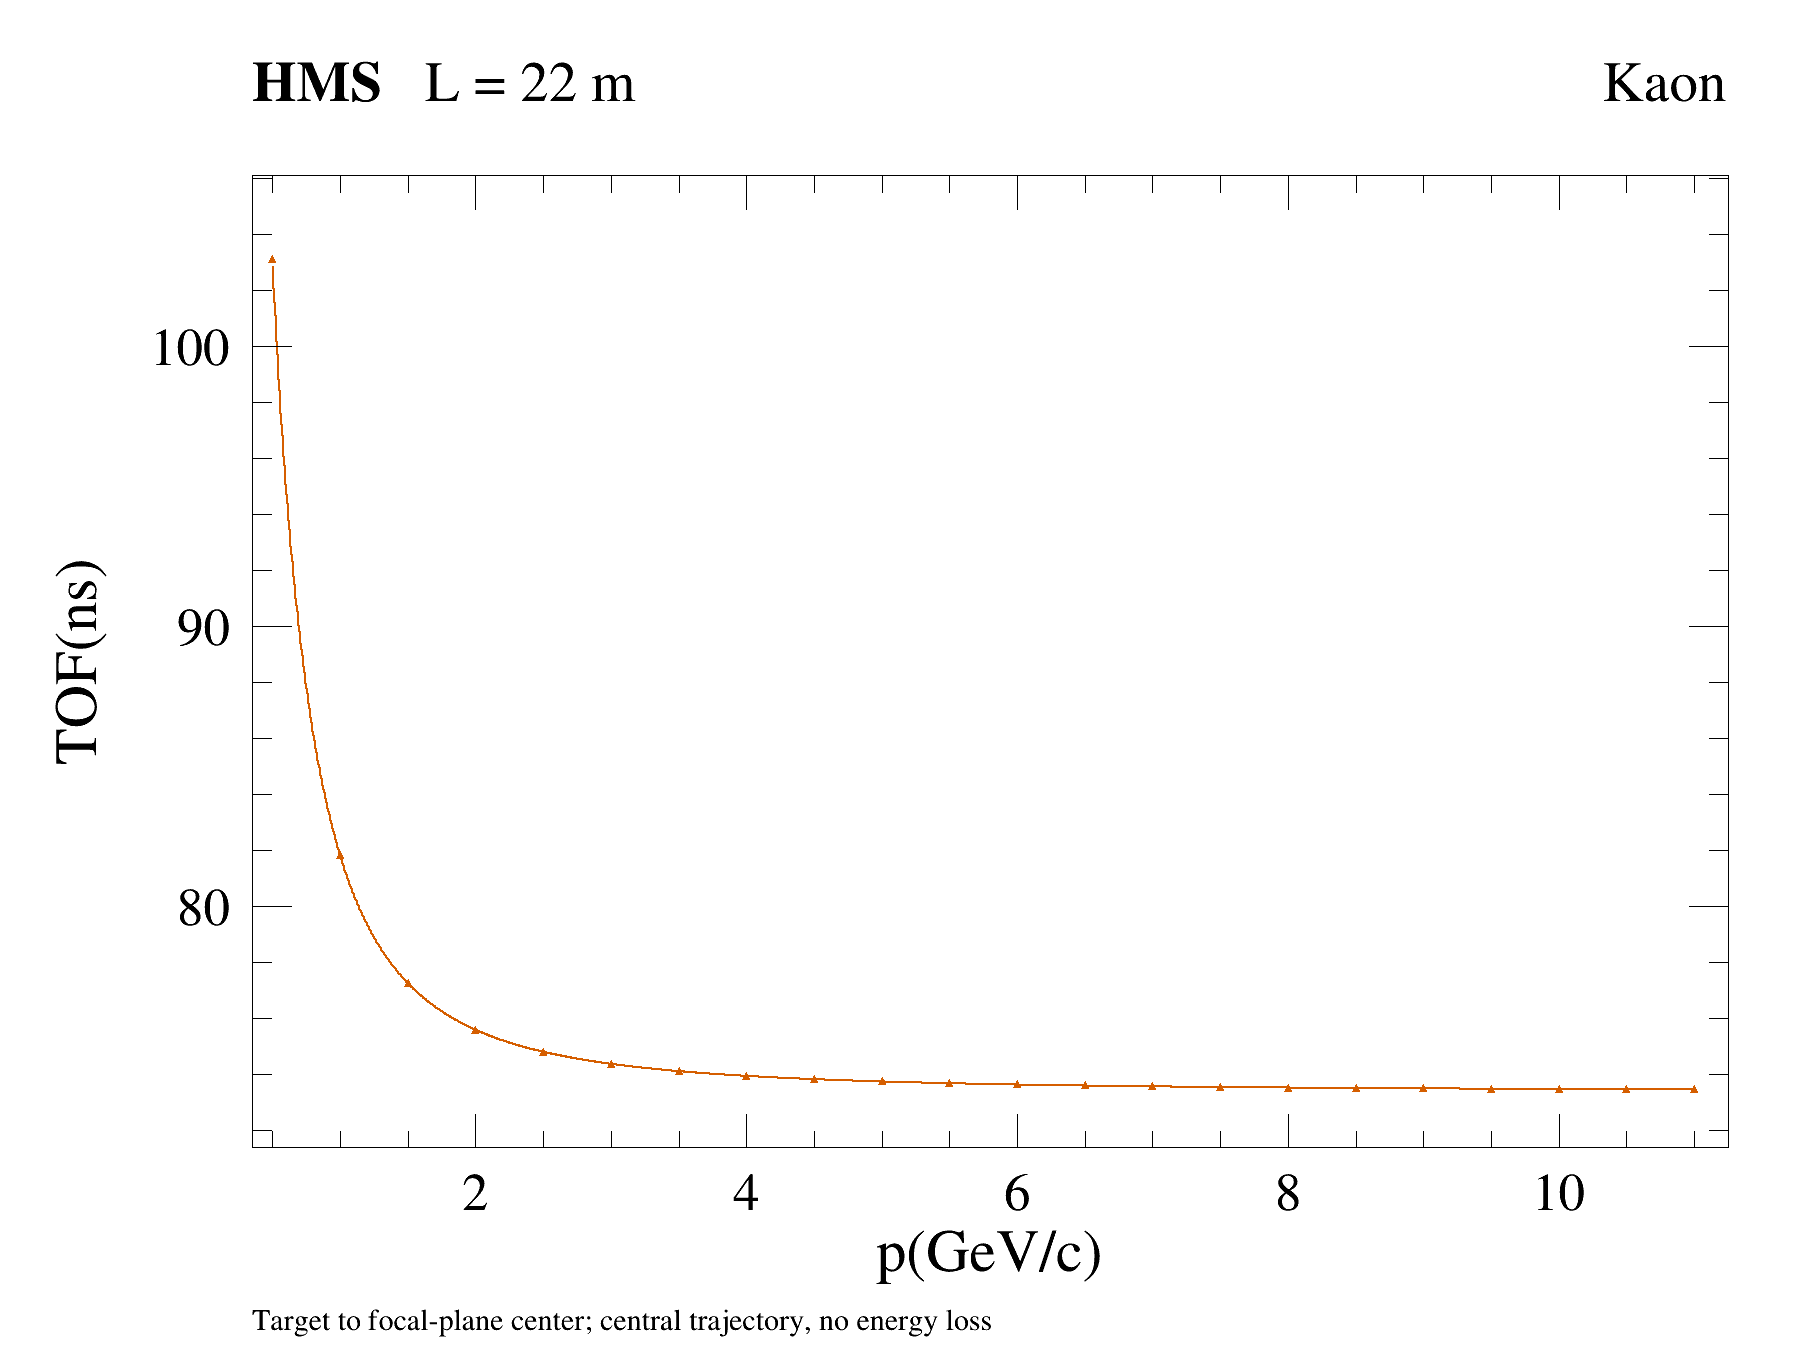 HMS L = 22 m
Kaon
TOF(ns)
100
90
80
2 4 6 8 10
p(GeV/c)
Target to focal-plane center; central trajectory, no energy loss